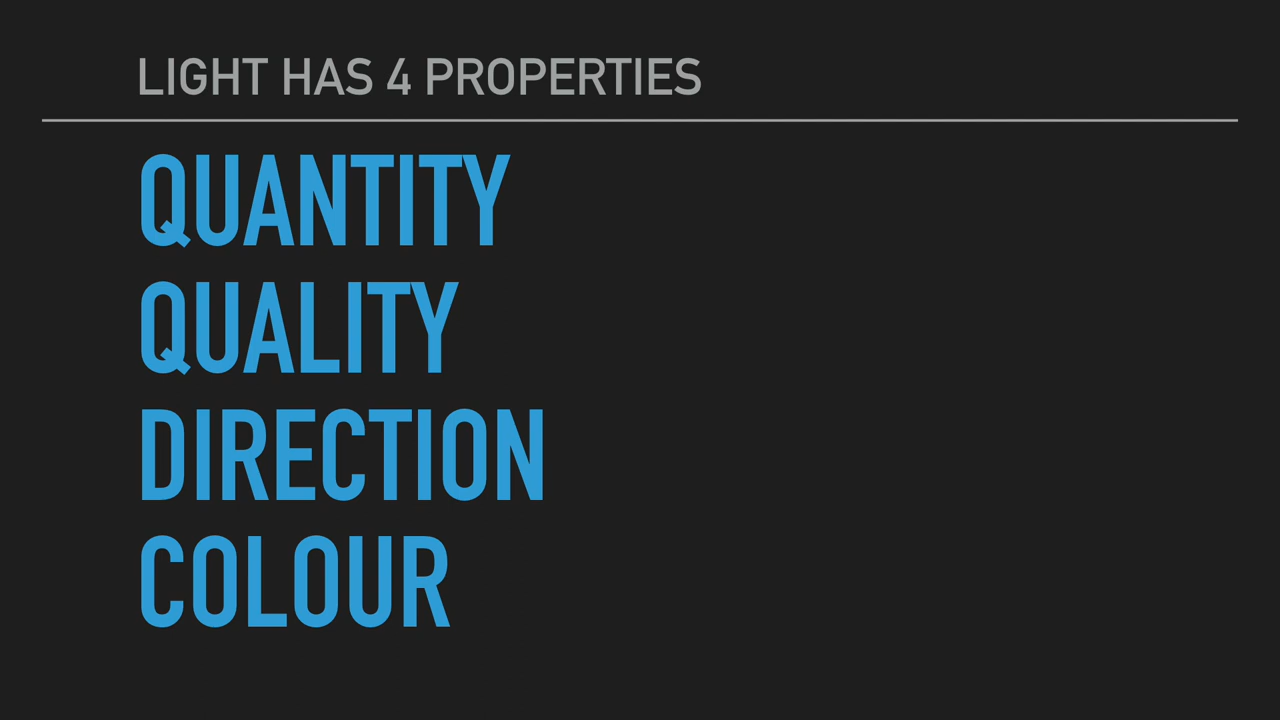 LIGHT HAS 4 PROPERTIES
QUANTITY
QUALITY
DIRECTION
COLOUR